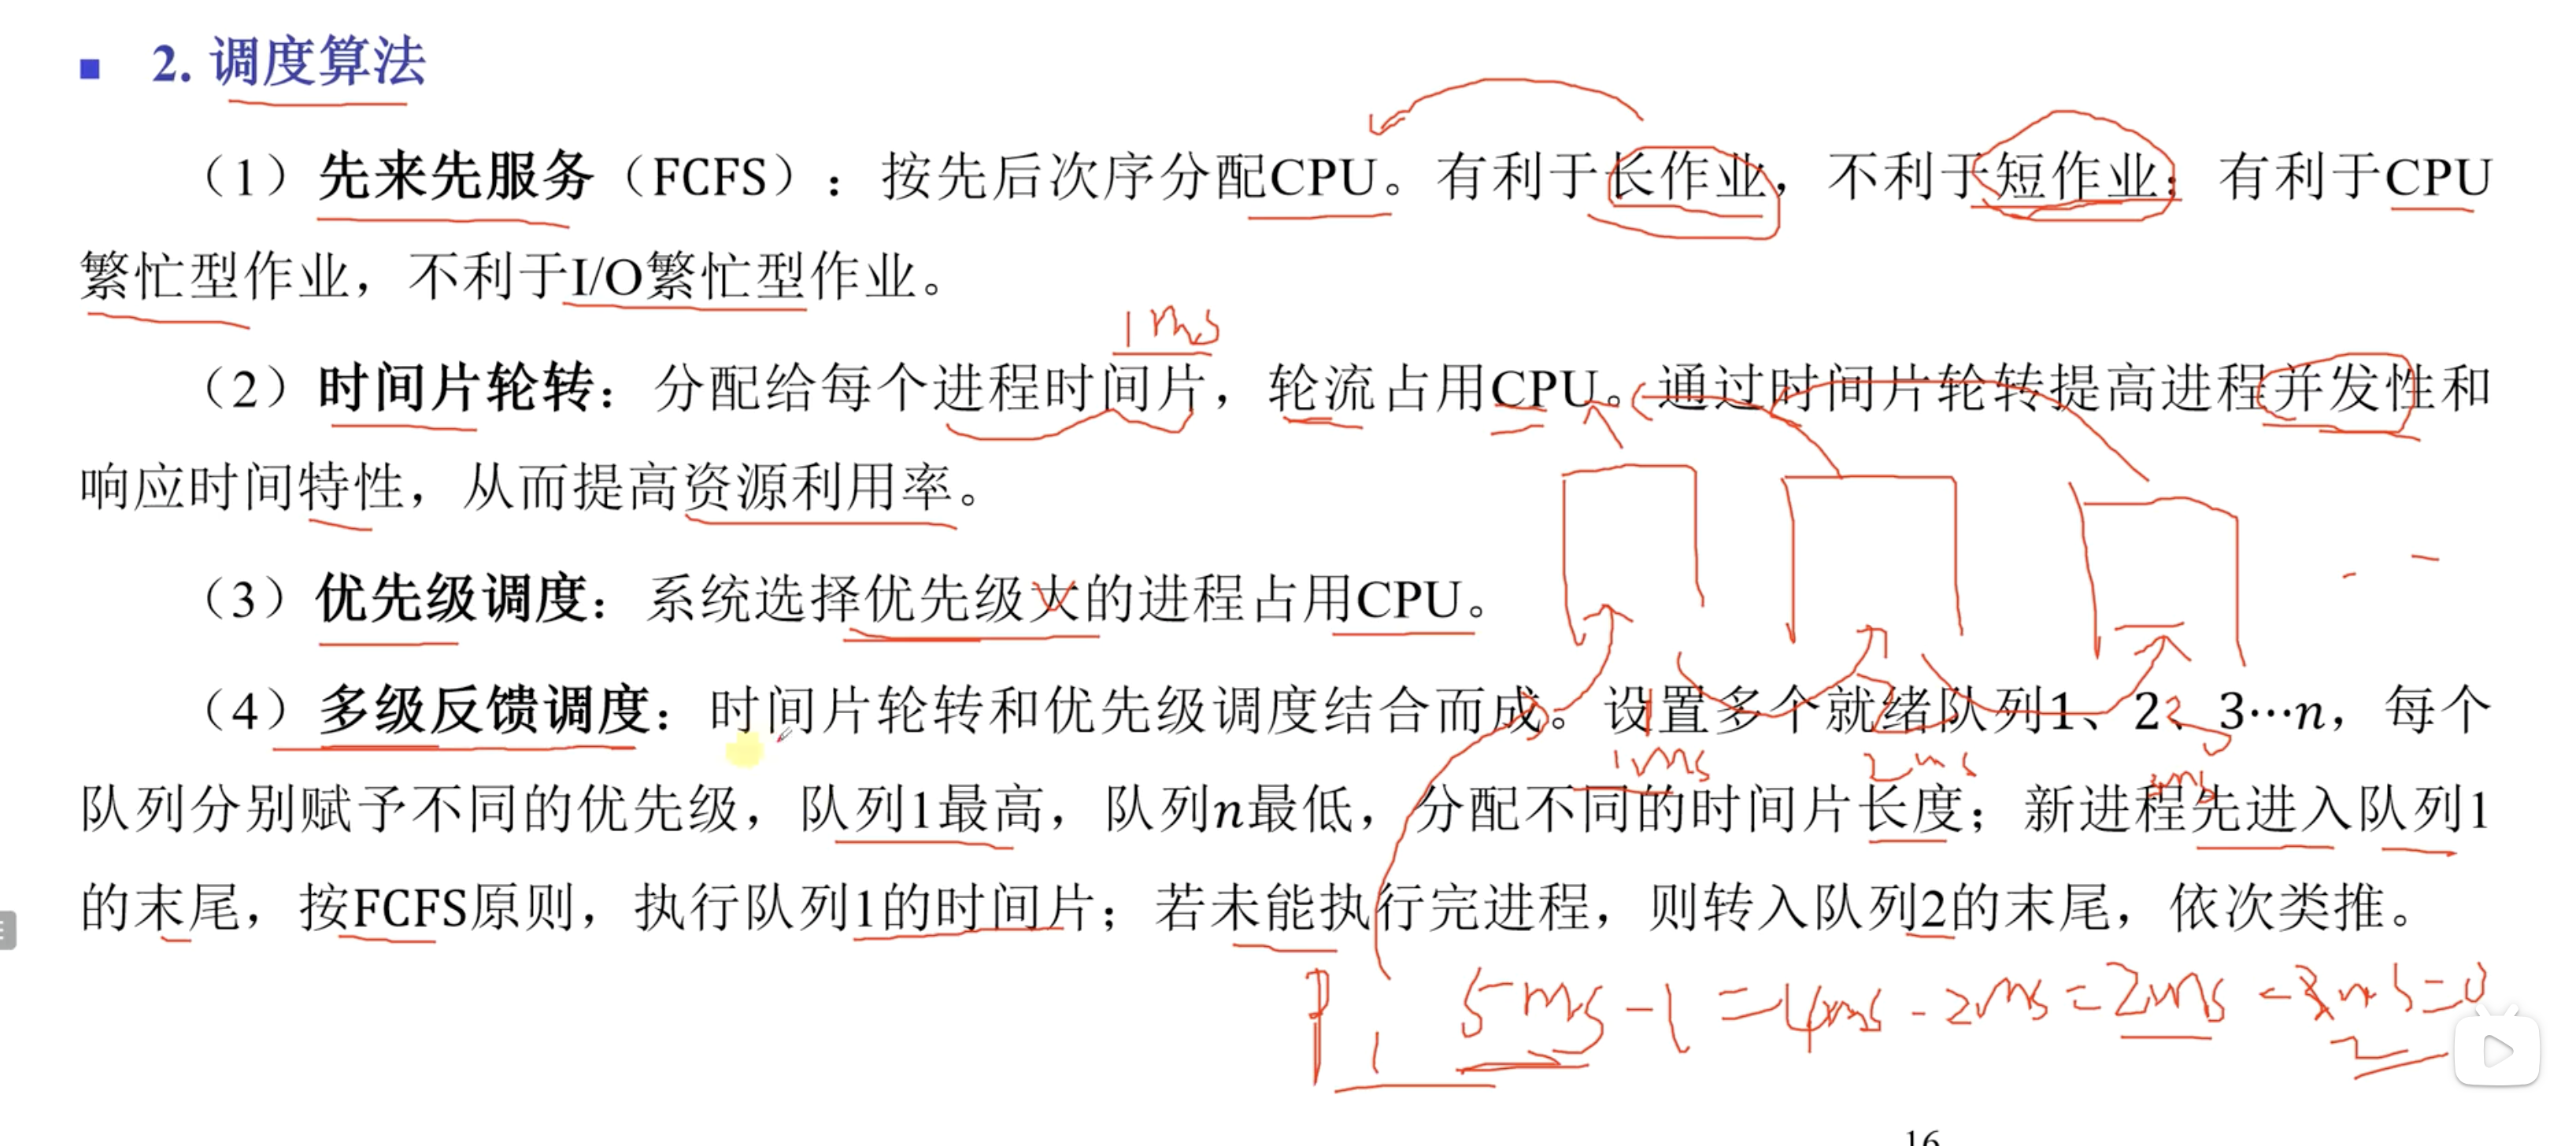 2. 调度算法
（1）先来先服务（FCFS）：按先后次序分配CPU。有利于长作业，不利于短作业；有利于CPU
繁忙型作业，不利于I/O繁忙型作业。
1ms
（2）时间片轮转：分配给每个进程时间片，轮流占用CPU。通过时间片轮转提高进程并发性和
响应时间特性，从而提高资源利用率。
（3）优先级调度：系统选择优先级大的进程占用CPU。
（4）多级反馈调度：时间片轮转和优先级调度结合而成。设置多个就绪队列1、2、3…n，每个
1ms 2ms 3ms
队列分别赋予不同的优先级，队列1最高，队列n最低，分配不同的时间片长度；新进程先进入队列1
的末尾，按FCFS原则，执行队列1的时间片；若未能执行完进程，则转入队列2的末尾，依次类推。
P1 5ms-1=4ms-2ms=2ms
16